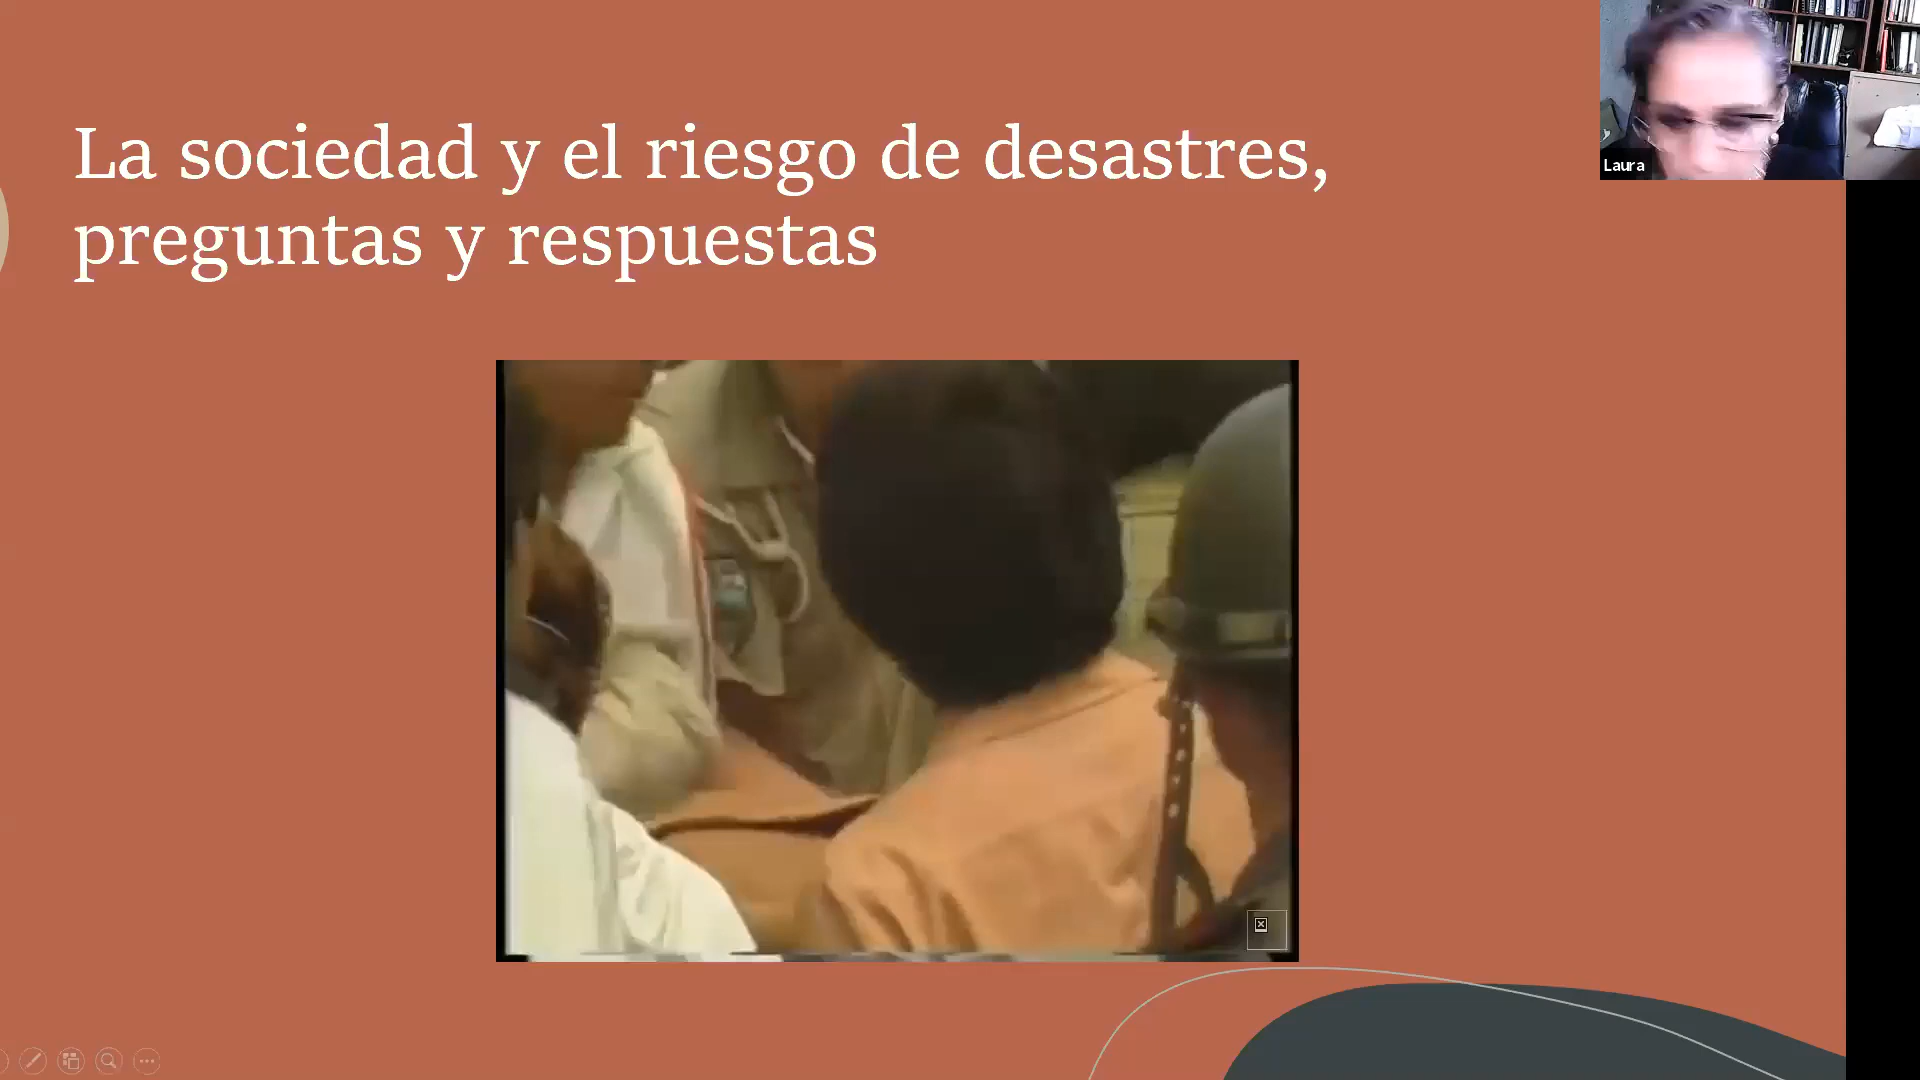 La sociedad y el riesgo de desastres,
preguntas y respuestas
Laura